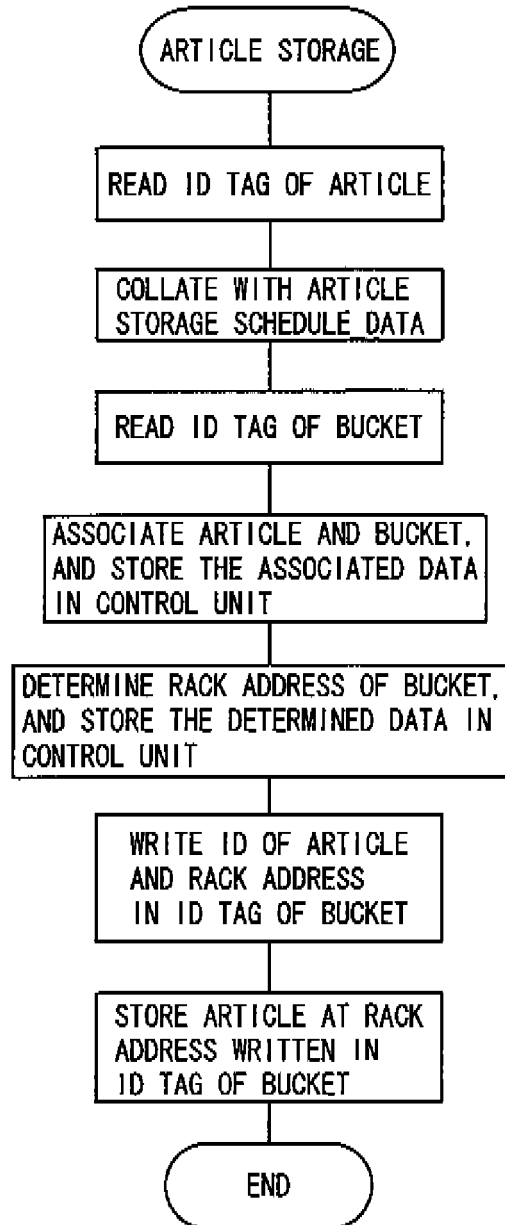 ARTICLE STORAGE
READ ID TAG OF ARTICLE
COLLATE WITH ARTICLE
STORAGE SCHEDULE DATA
READ ID TAG OF BUCKET
ASSOCIATE ARTICLE AND BUCKET,
AND STORE THE ASSOCIATED DATA
IN CONTROL UNIT
DETERMINE RACK ADDRESS OF BUCKET,
AND STORE THE DETERMINED DATA IN
CONTROL UNIT
WRITE ID OF ARTICLE
AND RACK ADDRESS
IN ID TAG OF BUCKET
STORE ARTICLE AT RACK
ADDRESS WRITTEN IN
ID TAG OF BUCKET
END